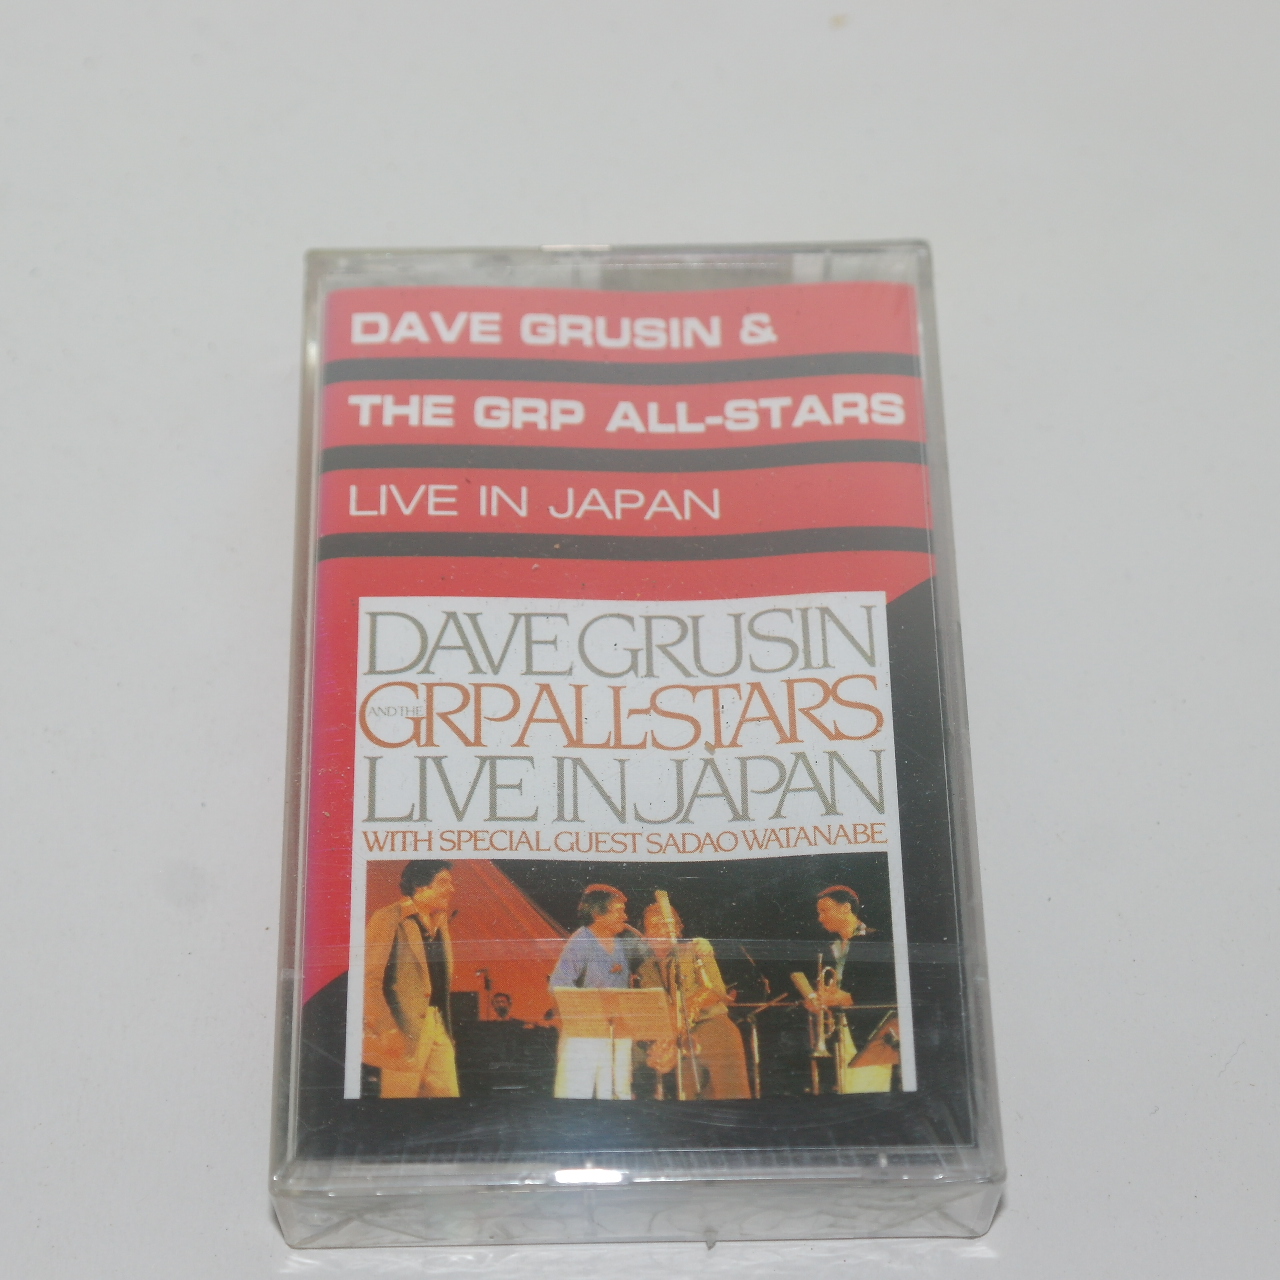 DAVE GRUSIN &
THE GRP ALL-STARS
LIVE IN JAPAN
DAVE GRUSIN
AND THE GRP ALL-STARS
LIVE IN JAPAN
WITH SPECIAL GUEST SADAO WATANABE